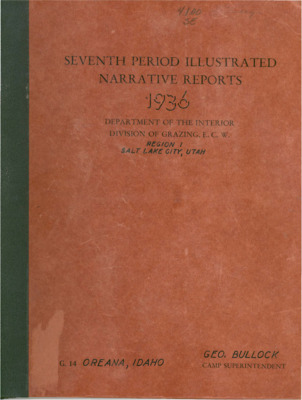 SEVENTH PERIOD ILLUSTRATED
NARRATIVE REPORTS
1936
DEPARTMENT OF THE INTERIOR
DIVISION OF GRAZING, E. C. W.
REGION 1
SALT LAKE CITY, UTAH
G. 14 OREANA, IDAHO
GEO. BULLOCK
CAMP SUPERINTENDENT